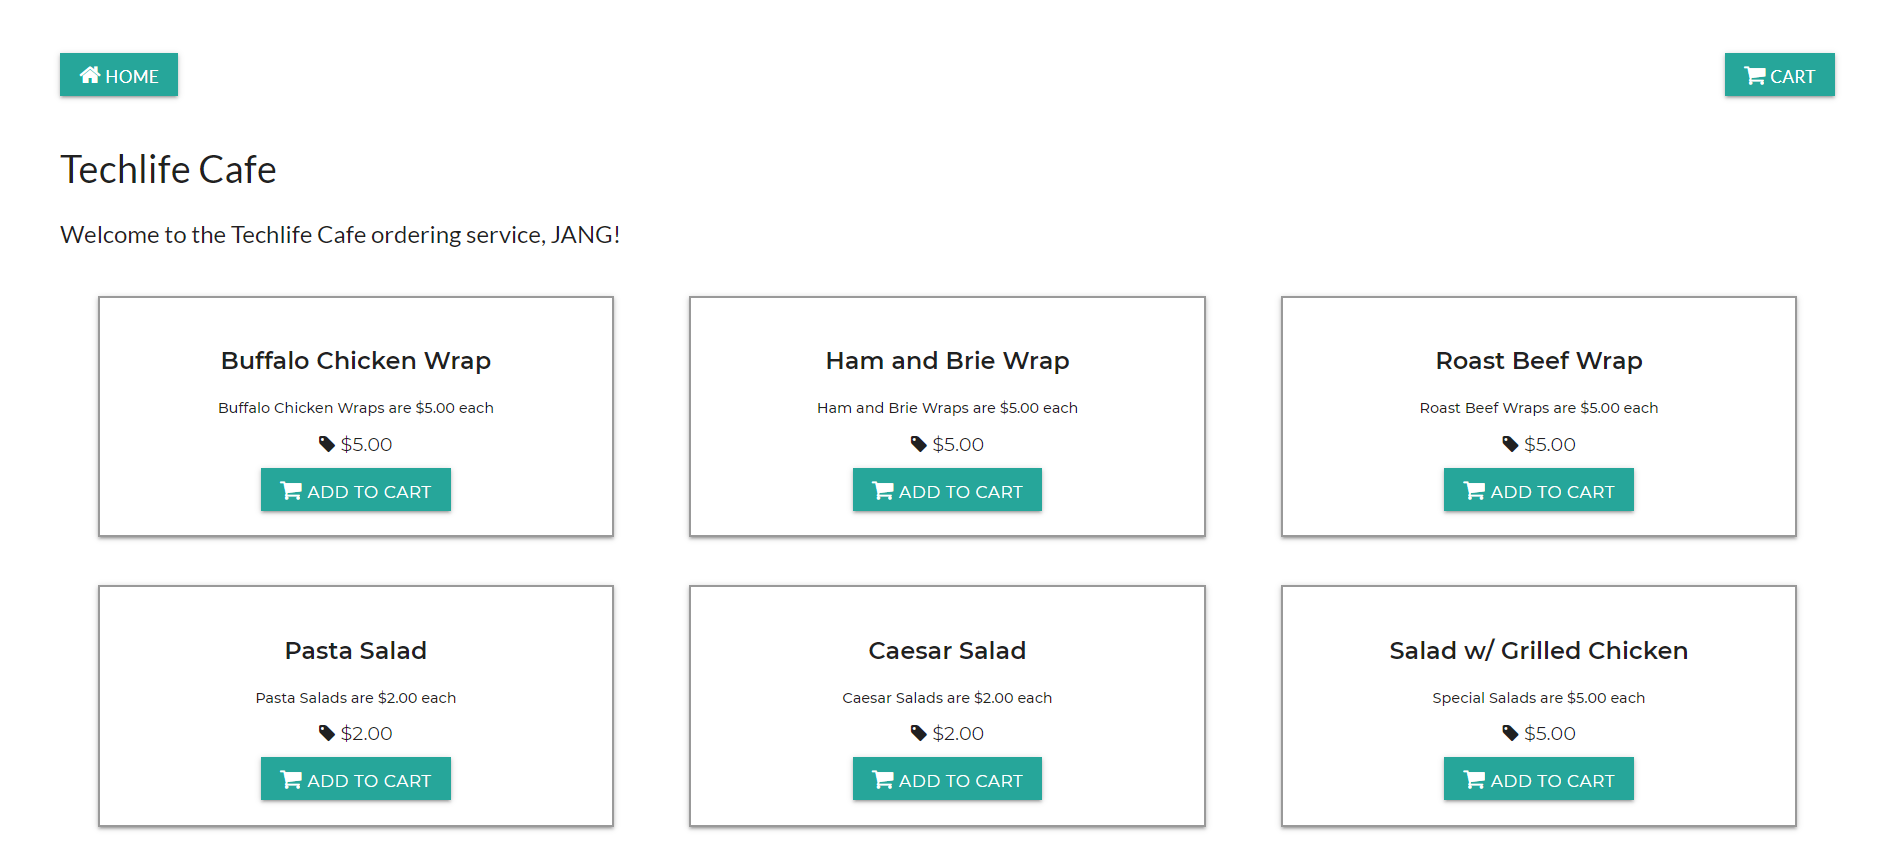 HOME
CART
Techlife Cafe
Welcome to the Techlife Cafe ordering service, JANG!
Buffalo Chicken Wrap
Buffalo Chicken Wraps are $5.00 each
$5.00
ADD TO CART
Ham and Brie Wrap
Ham and Brie Wraps are $5.00 each
$5.00
ADD TO CART
Roast Beef Wrap
Roast Beef Wraps are $5.00 each
$5.00
ADD TO CART
Pasta Salad
Pasta Salads are $2.00 each
$2.00
ADD TO CART
Caesar Salad
Caesar Salads are $2.00 each
$2.00
ADD TO CART
Salad w/ Grilled Chicken
Special Salads are $5.00 each
$5.00
ADD TO CART